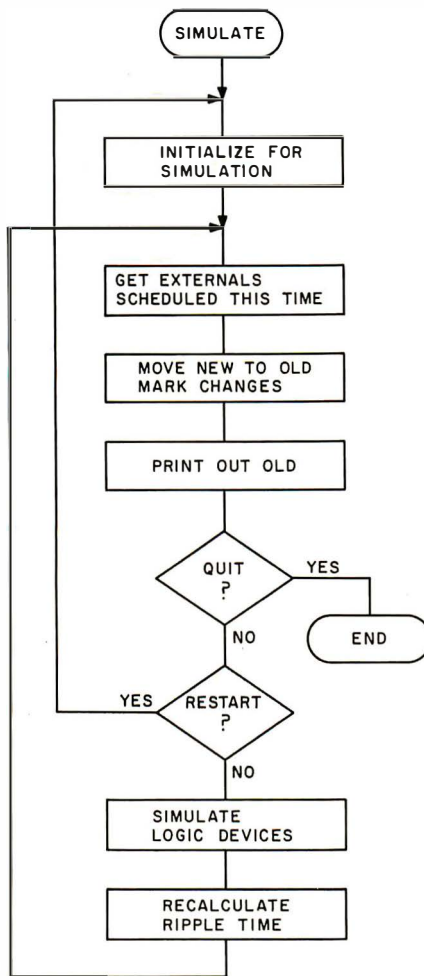 SIMULATE
INITIALIZE FOR
SIMULATION
GET EXTERNALS
SCHEDULED THIS TIME
MOVE NEW TO OLD
MARK CHANGES
PRINT OUT OLD
QUIT
?
YES
END
NO
YES
RESTART
?
NO
SIMULATE
LOGIC DEVICES
RECALCULATE
RIPPLE TIME